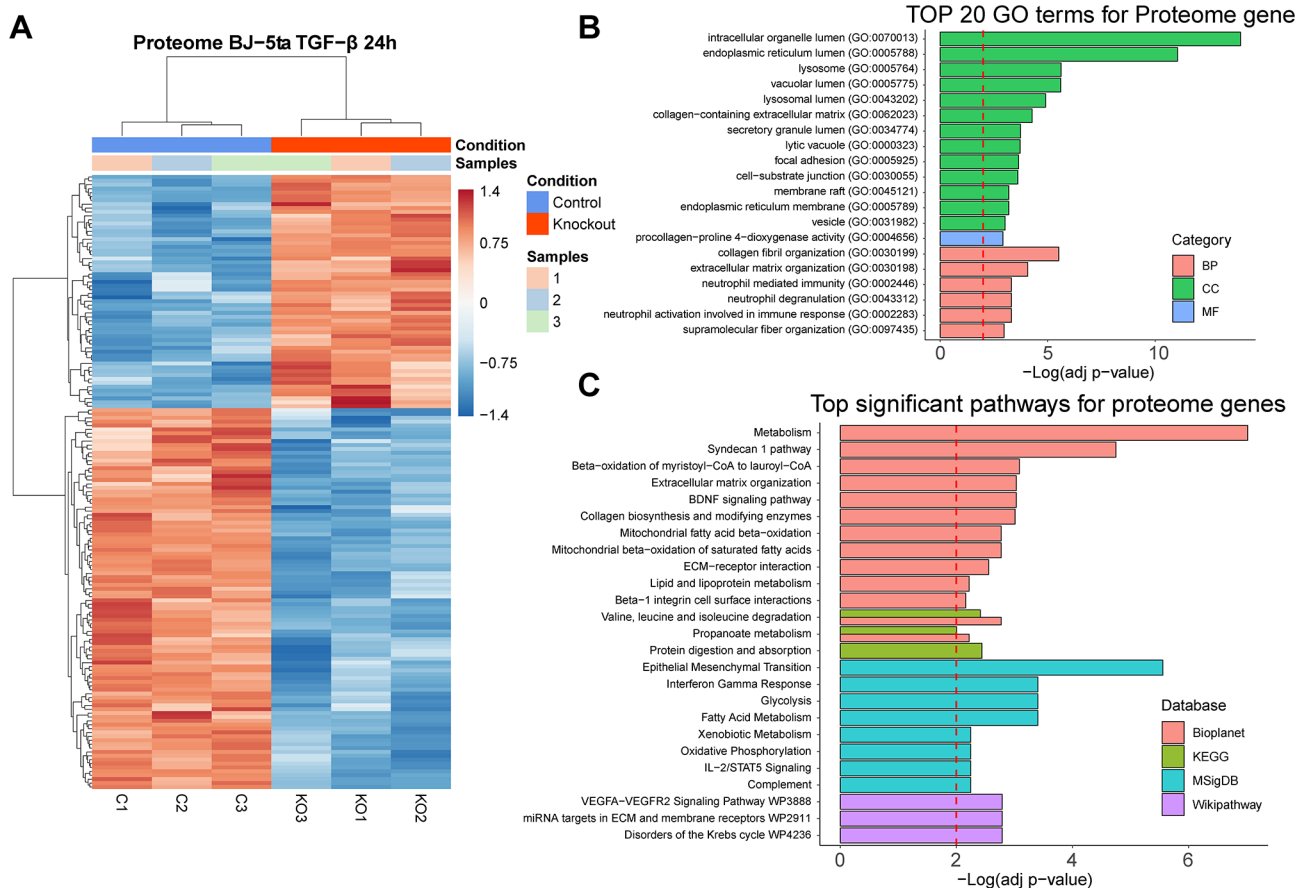 A
Proteome BJ−5ta TGF−β 24h
Condition
Samples
1.4
0.75
0
−0.75
−1.4
Condition
Control
Knockout
Samples
1
2
3
C1
C2
C3
KO3
KO1
KO2
B
TOP 20 GO terms for Proteome gene
intracellular organelle lumen (GO:0070013)
endoplasmic reticulum lumen (GO:0005788)
lysosome (GO:0005764)
vacuolar lumen (GO:0005775)
lysosomal lumen (GO:0043202)
collagen−containing extracellular matrix (GO:0062023)
secretory granule lumen (GO:0034774)
lytic vacuole (GO:0000323)
focal adhesion (GO:0005925)
cell−substrate junction (GO:0030055)
membrane raft (GO:0045121)
endoplasmic reticulum membrane (GO:0005789)
vesicle (GO:0031982)
procollagen−proline 4−dioxygenase activity (GO:0004656)
collagen fibril organization (GO:0030199)
extracellular matrix organization (GO:0030198)
neutrophil mediated immunity (GO:0002446)
neutrophil degranulation (GO:0043312)
neutrophil activation involved in immune response (GO:0002283)
supramolecular fiber organization (GO:0097435)
Category
BP
CC
MF
0
5
10
−Log(adj p−value)
C
Top significant pathways for proteome genes
Metabolism
Syndecan 1 pathway
Beta−oxidation of myristoyl−CoA to lauroyl−CoA
Extracellular matrix organization
BDNF signaling pathway
Collagen biosynthesis and modifying enzymes
Mitochondrial fatty acid beta−oxidation
Mitochondrial beta−oxidation of saturated fatty acids
ECM−receptor interaction
Lipid and lipoprotein metabolism
Beta−1 integrin cell surface interactions
Valine, leucine and isoleucine degradation
Propanoate metabolism
Protein digestion and absorption
Epithelial Mesenchymal Transition
Interferon Gamma Response
Glycolysis
Fatty Acid Metabolism
Xenobiotic Metabolism
Oxidative Phosphorylation
IL−2/STAT5 Signaling
Complement
VEGFA−VEGFR2 Signaling Pathway WP3888
miRNA targets in ECM and membrane receptors WP2911
Disorders of the Krebs cycle WP4236
Database
Bioplanet
KEGG
MSigDB
Wikipathway
0
2
4
6
−Log(adj p−value)